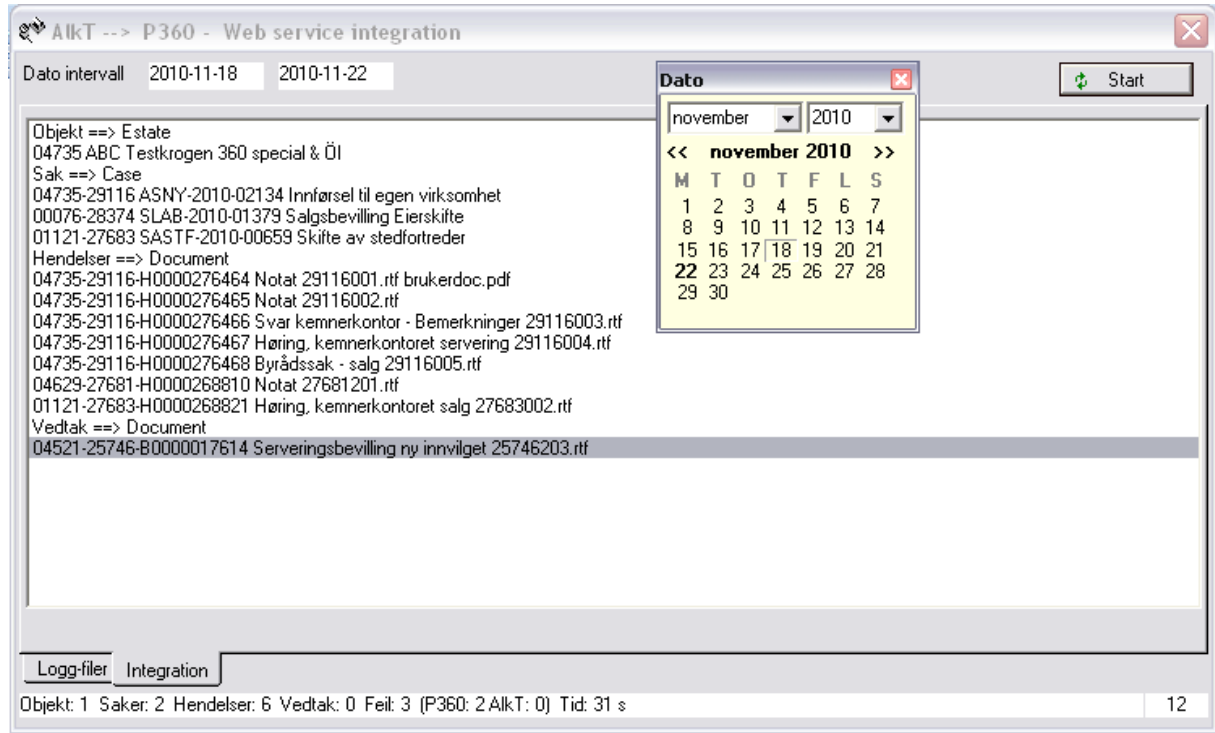 AlkT --> P360 - Web service integration
Dato intervall 2010-11-18 2010-11-22
Start
Objekt ==> Estate
04735 ABC Testkrogen 360 special & Öl
Sak ==> Case
04735-29116 ASNY-2010-02134 Innførsel til egen virksomhet
00076-28374 SLAB-2010-01379 Salgsbevilling Eierskifte
01121-27683 SASTF-2010-00659 Skifte av stedfortreder
Hendelser ==> Document
04735-29116-H0000276464 Notat 29116001.rtf brukerdoc.pdf
04735-29116-H0000276465 Notat 29116002.rtf
04735-29116-H0000276466 Svar kemnerkontor - Bemerkninger 29116003.rtf
04735-29116-H0000276467 Høring, kemnerkontoret servering 29116004.rtf
04735-29116-H0000276468 Byrådssak - salg 29116005.rtf
04629-27681-H0000268810 Notat 27681201.rtf
01121-27683-H0000268821 Høring, kemnerkontoret salg 27683002.rtf
Vedtak ==> Document
04521-25746-B0000017614 Serveringsbevilling ny innvilget 25746203.rtf
Dato
november 2010
<< november 2010 >>
M T O T F L S
1 2 3 4 5 6 7
8 9 10 11 12 13 14
15 16 17 18 19 20 21
22 23 24 25 26 27 28
29 30
Logg-filer Integration
Objekt: 1 Saker: 2 Hendelser: 6 Vedtak: 0 Feil: 3 (P360: 2 AlkT: 0) Tid: 31 s
12